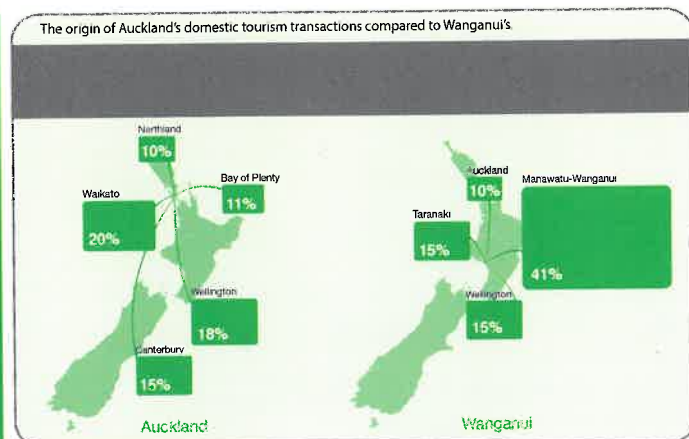 The origin of Auckland's domestic tourism transactions compared to Wanganui's
Northland
10%
Waikato
20%
Bay of Plenty
11%
Wellington
18%
Canterbury
15%
Auckland
Auckland
10%
Manawatu-Wanganui
41%
Taranaki
15%
Wellington
15%
Wanganui